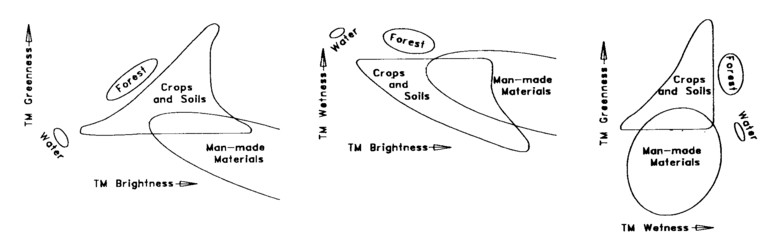 TM Greenness
Forest
Crops
and Soils
Water
Man-made
Materials
TM Brightness
Water
Forest
TM Wetness
Crops
and
Soils
Man-made
Materials
TM Brightness
TM Greenness
Forest
Crops
and Soils
Water
Man-made
Materials
TM Wetness